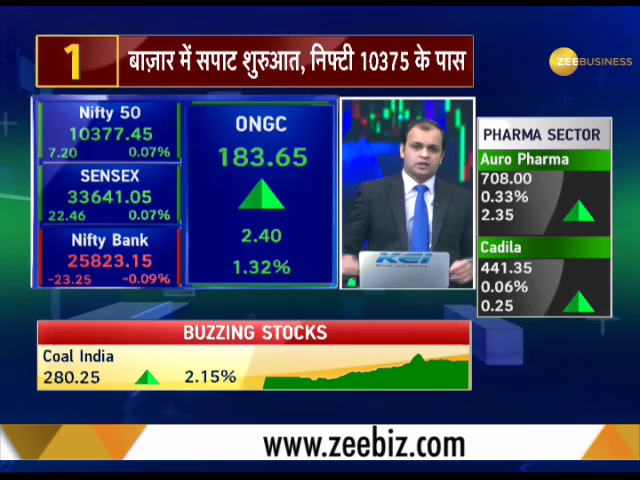 1 बाज़ार में सपाट शुरुआत, निफ्टी 10375 के पास
ZEEBUSINESS
Nifty 50
10377.45
7.20 0.07%
SENSEX
33641.05
22.46 0.07%
Nifty Bank
25823.15
-23.25 -0.09%
ONGC
183.65
2.40
1.32%
KEI
PHARMA SECTOR
Auro Pharma
708.00
0.33%
2.35
Cadila
441.35
0.06%
0.25
BUZZING STOCKS
Coal India
280.25 2.15%
www.zeebiz.com